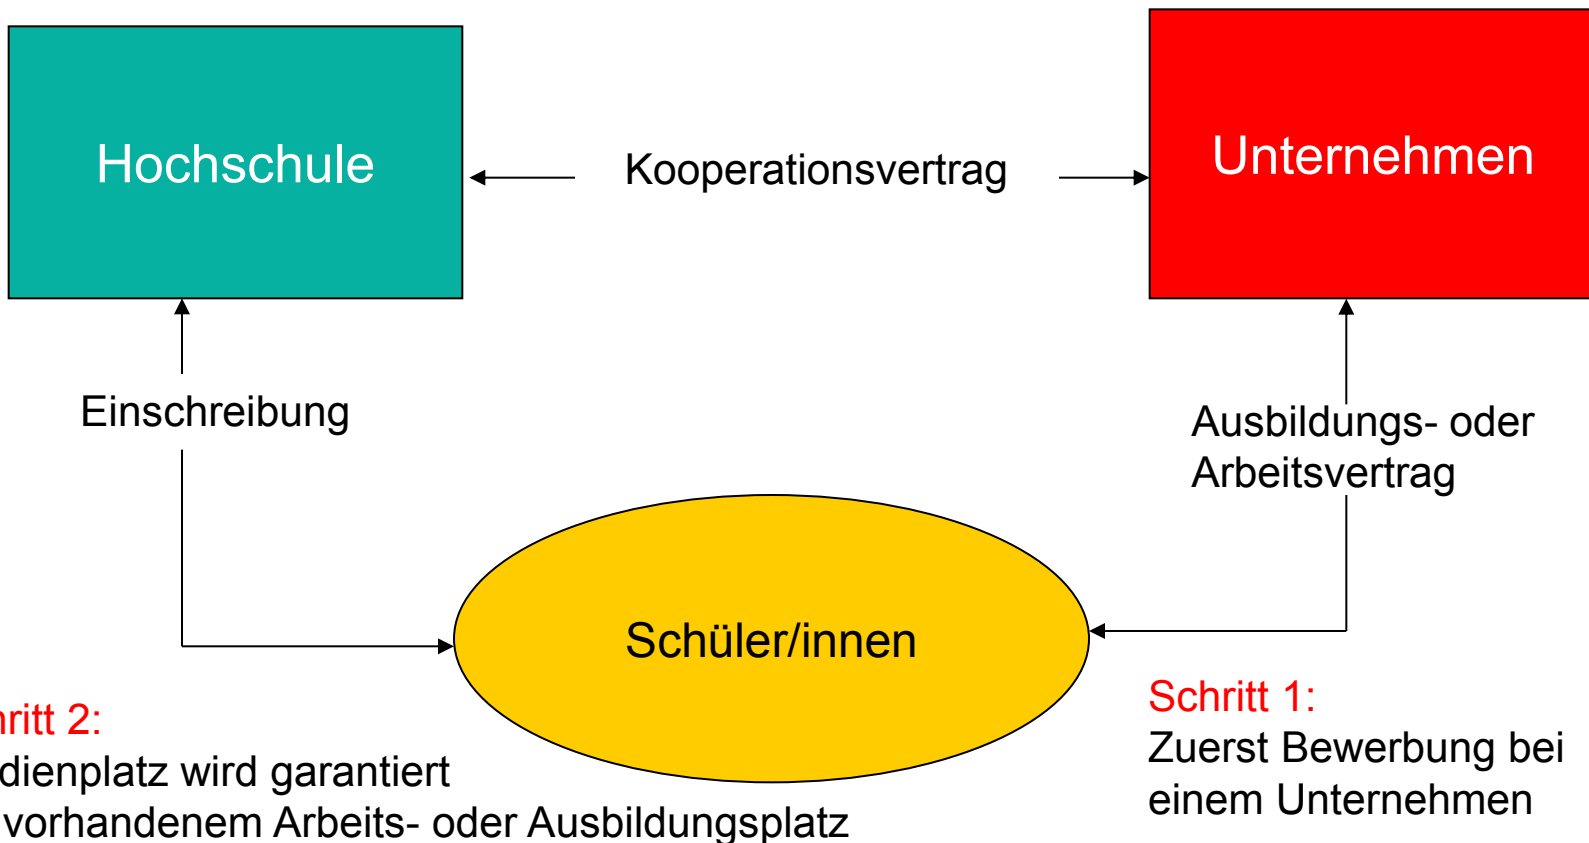 Hochschule
Kooperationsvertrag
Unternehmen
Einschreibung
Ausbildungs- oder
Arbeitsvertrag
Schüler/innen
Schritt 1:
Zuerst Bewerbung bei
einem Unternehmen
hritt 2:
dienplatz wird garantiert
vorhandenem Arbeits- oder Ausbildungsplatz